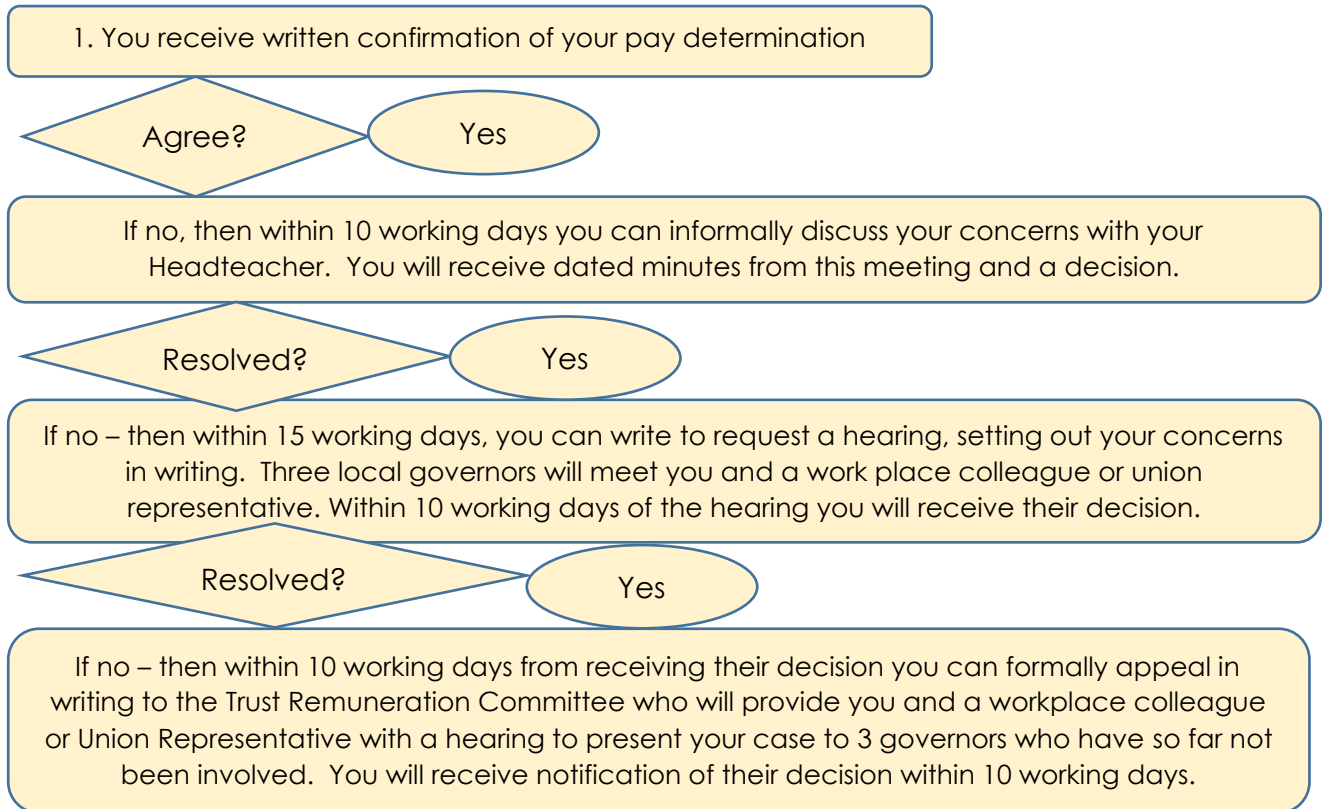 1. You receive written confirmation of your pay determination
Agree?
Yes
If no, then within 10 working days you can informally discuss your concerns with your
Headteacher.  You will receive dated minutes from this meeting and a decision.
Resolved?
Yes
If no – then within 15 working days, you can write to request a hearing, setting out your concerns
in writing.  Three local governors will meet you and a work place colleague or union
representative. Within 10 working days of the hearing you will receive their decision.
Resolved?
Yes
If no – then within 10 working days from receiving their decision you can formally appeal in
writing to the Trust Remuneration Committee who will provide you and a workplace colleague
or Union Representative with a hearing to present your case to 3 governors who have so far not
been involved.  You will receive notification of their decision within 10 working days.